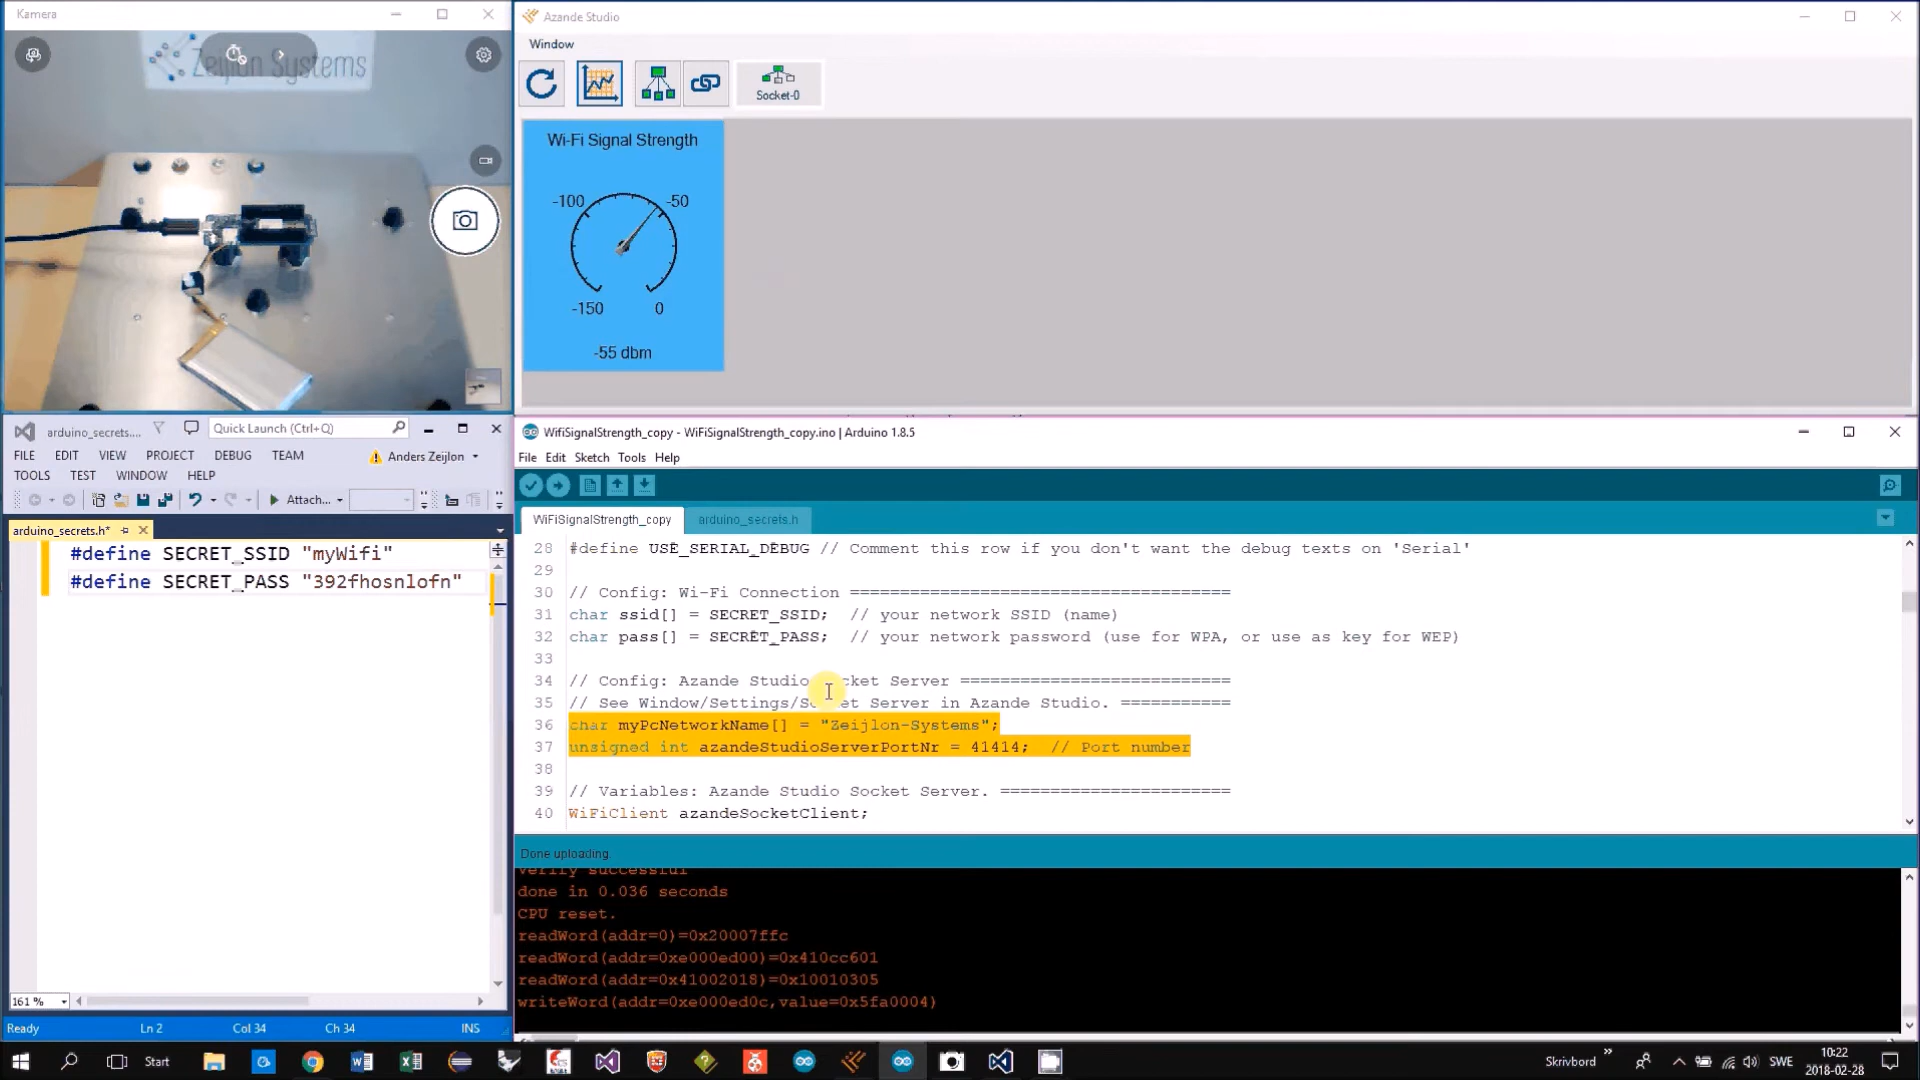 Kamera
Zeijlon Systems
Azande Studio
Window
Socket-0
Wi-Fi Signal Strength
-100
-50
-150
0
-55 dbm
arduino_secrets....
Quick Launch (Ctrl+Q)
FILE EDIT VIEW PROJECT DEBUG TEAM
Anders Zeijlon
TOOLS TEST WINDOW HELP
Attach...
arduino_secrets.h*
#define SECRET_SSID "myWifi"
#define SECRET_PASS "392fhosnlofn"
161 %
Ready Ln 2 Col 34 Ch 34 INS
WifiSignalStrength_copy - WiFiSignalStrength_copy.ino | Arduino 1.8.5
File Edit Sketch Tools Help
WiFiSignalStrength_copy
arduino_secrets.h
28 #define USE_SERIAL_DEBUG // Comment this row if you don't want the debug texts on 'Serial'
29
30 // Config: Wi-Fi Connection ======================================
31 char ssid[] = SECRET_SSID;  // your network SSID (name)
32 char pass[] = SECRET_PASS;  // your network password (use for WPA, or use as key for WEP)
33
34 // Config: Azande Studio Socket Server ===========================
35 // See Window/Settings/Socket Server in Azande Studio. ===========
36 char myPcNetworkName[] = "Zeijlon-Systems";
37 unsigned int azandeStudioServerPortNr = 41414;  // Port number
38
39 // Variables: Azande Studio Socket Server. =======================
40 WiFiClient azandeSocketClient;
Done uploading.
verify successful
done in 0.036 seconds
CPU reset.
readWord(addr=0)=0x20007ffc
readWord(addr=0xe000ed00)=0x410cc601
readWord(addr=0x41002018)=0x10010305
writeWord(addr=0xe000ed0c,value=0x5fa0004)
Start
Skrivbord
SWE
10:22
2018-02-28